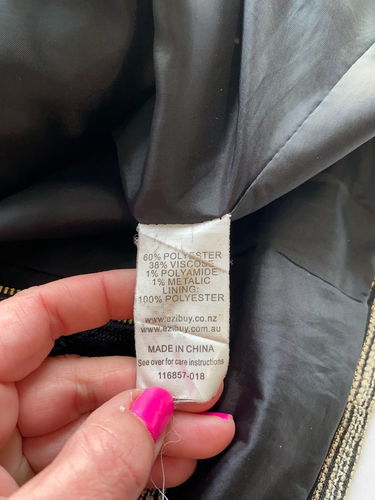 60% POLYESTER
38% VISCOSE
1% POLYAMIDE
1% METALIC
LINING:
100% POLYESTER
www.ezibuy.co.nz
www.ezibuy.com.au
MADE IN CHINA
See over for care instructions
116857-018